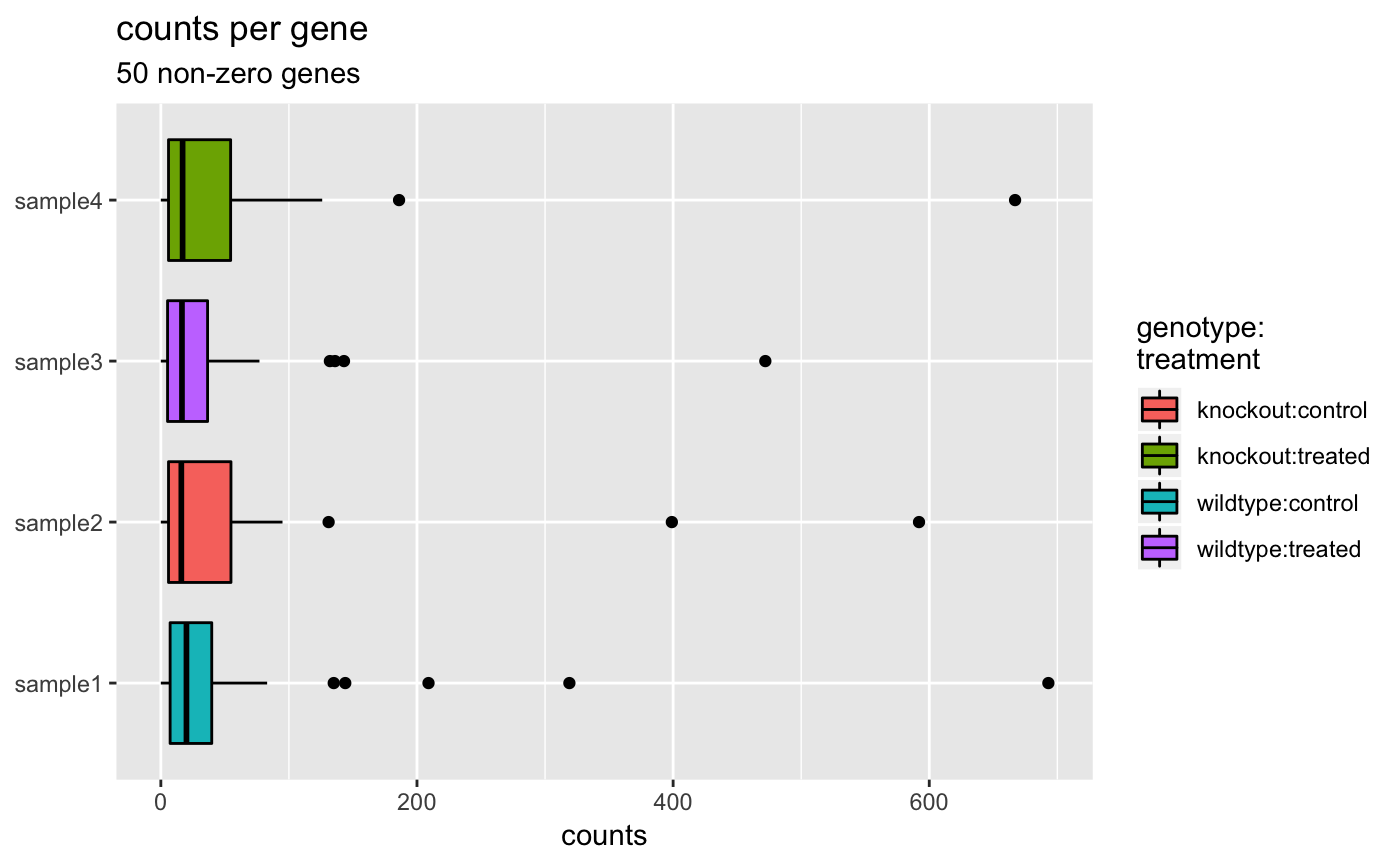 counts per gene
50 non-zero genes
sample4
sample3
sample2
sample1
0 200 400 600
counts
genotype:
treatment
knockout:control
knockout:treated
wildtype:control
wildtype:treated